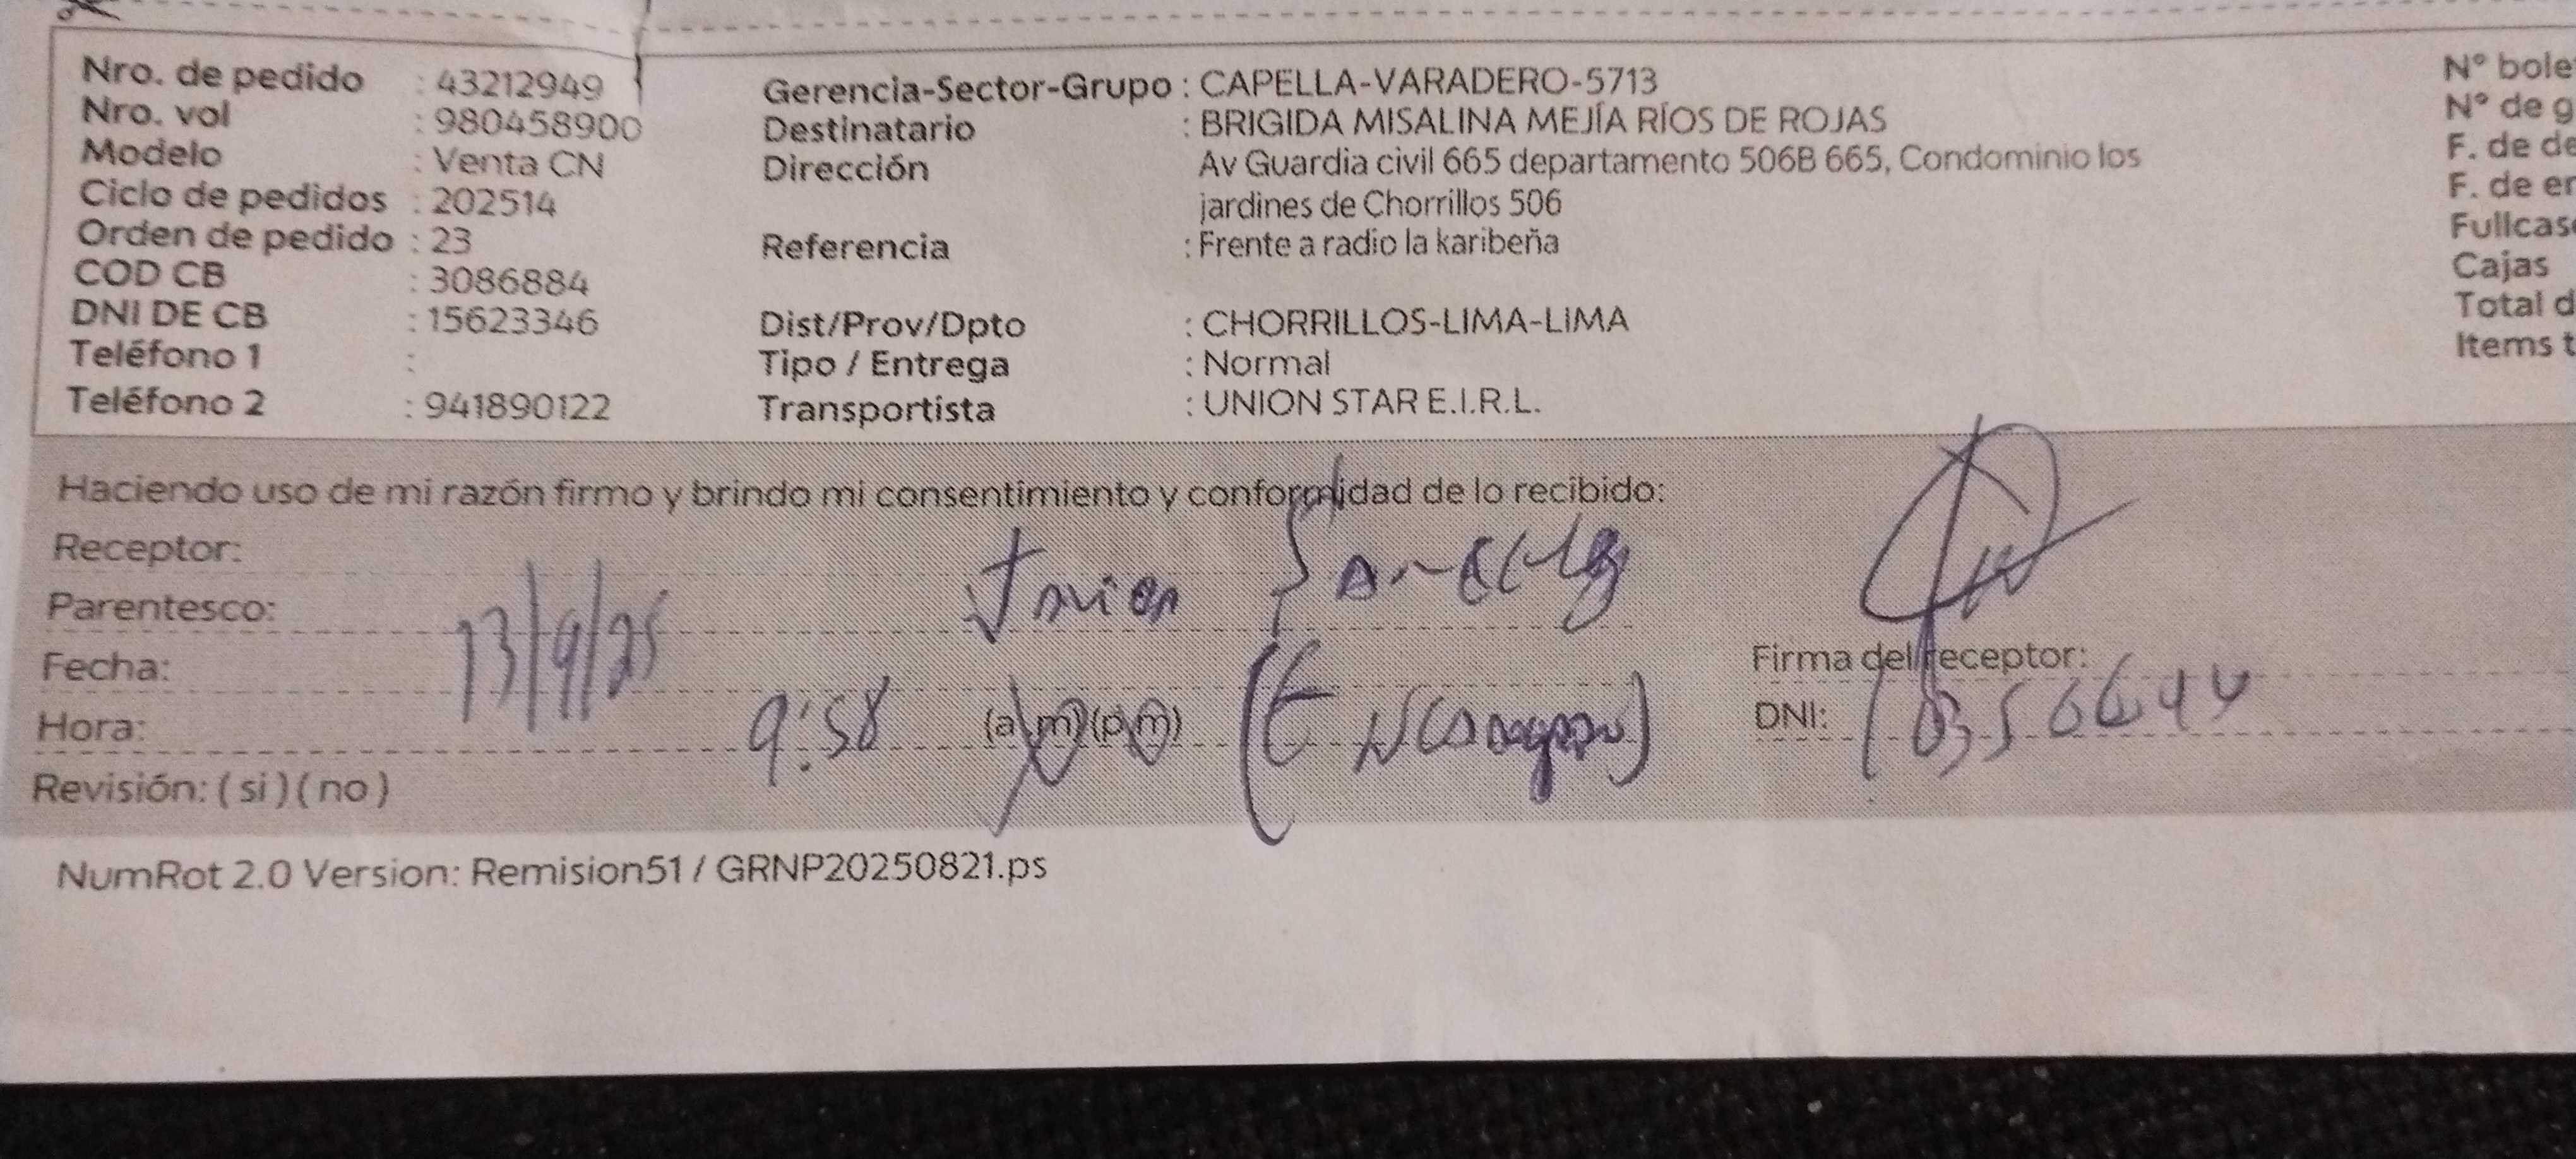 Nro. de pedido : 43212949
Nro. vol : 980458900
Modelo : Venta CN
Ciclo de pedidos : 202514
Orden de pedido : 23
COD CB : 3086884
DNI DE CB : 15623346
Teléfono 1 :
Teléfono 2 : 941890122
Gerencia-Sector-Grupo : CAPELLA-VARADERO-5713
Destinatario : BRIGIDA MISALINA MEJÍA RÍOS DE ROJAS
Dirección Av Guardia civil 665 departamento 506B 665, Condominio los
jardines de Chorrillos 506
Referencia : Frente a radio la karibeña
Dist/Prov/Dpto : CHORRILLOS-LIMA-LIMA
Tipo / Entrega : Normal
Transportista : UNION STAR E.I.R.L.
N° bole
N° de g
F. de de
F. de
Fullcas
Cajas
Total d
Items t
Haciendo uso de mi razón firmo y brindo mi consentimiento y conformidad de lo recibido:
Receptor:
Javier
Parentesco:
Fecha: 13/9/25
Firma del receptor:
Hora: 9:58 (a.m) (p.m)
DNI:
Revisión: ( si ) ( no )
NumRot 2.0 Version: Remision51 / GRNP20250821.ps